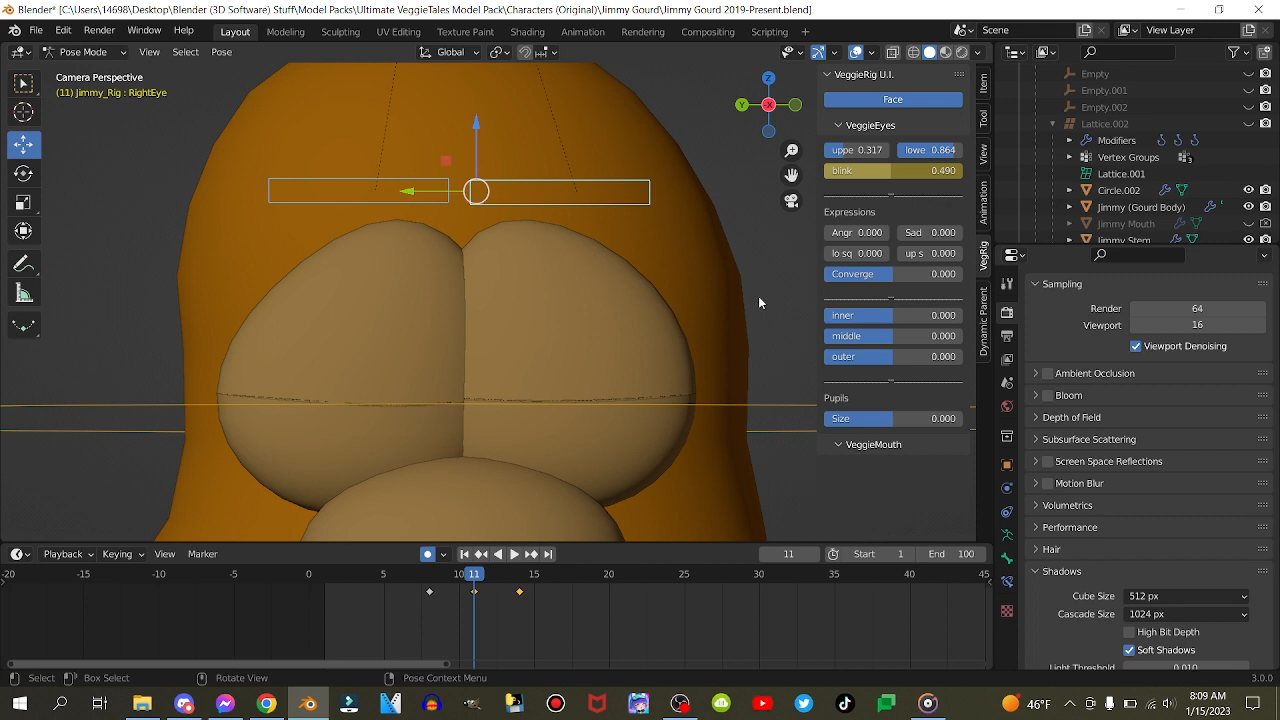 Blender* [C:\Users\14698\Desktop\Blender (3D Software) Stuff\Model Packs\Ultimate VeggieTales Model Pack\Characters (Original)\Jimmy Gourd\Jimmy Gourd 2019-Present.blend]
File Edit Render Window Help Layout Modeling Sculpting UV Editing Texture Paint Shading Animation Rendering Compositing Scripting + Scene View Layer
Pose Mode View Select Pose Global
Camera Perspective
(11) Jimmy_Rig : RightEye
Z
Y
-X
VeggieRig U.I.
Face
VeggieEyes
uppe 0.317 lowe 0.864
blink 0.490
Expressions
Angr 0.000 Sad 0.000
lo sq 0.000 up s 0.000
Converge 0.000
inner 0.000
middle 0.000
outer 0.000
Pupils
Size 0.000
VeggieMouth
Item
Tool
View
Animation
VegRig
Dynamic Parent
Empty
Empty.001
Empty.002
Lattice.002
Modifiers
Vertex Groups 3
Lattice.001
Circle.002
Jimmy (Gourd Body)
Jimmy Mouth
Jimmy Stem
Sampling
Render 64
Viewport 16
Viewport Denoising
Ambient Occlusion
Bloom
Depth of Field
Subsurface Scattering
Screen Space Reflections
Motion Blur
Volumetrics
Performance
Hair
Shadows
Cube Size 512 px
Cascade Size 1024 px
High Bit Depth
Soft Shadows
Light Threshold 0.010
Playback Keying View Marker 11 Start 1 End 100
-20 -15 -10 -5 0 5 10 11 15 20 25 30 35 40 45
Select Box Select Rotate View Pose Context Menu 3.0.0
46°F
8:09 AM
1/15/2023